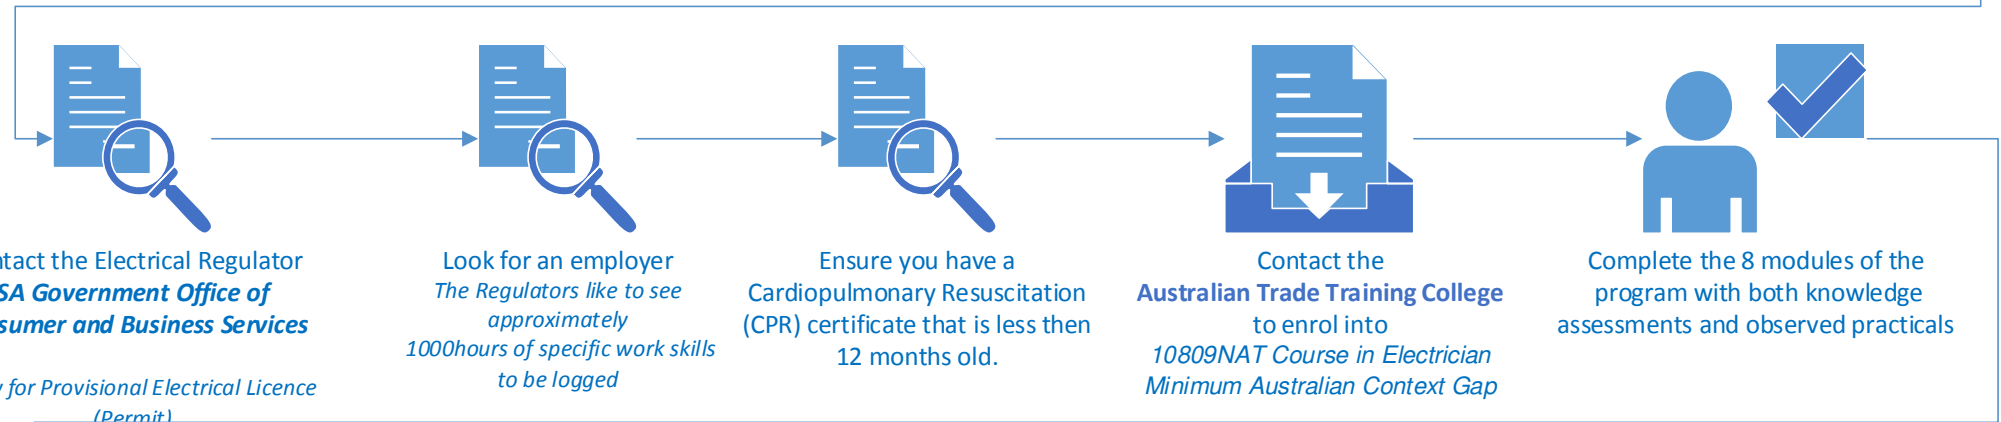 Contact the Electrical Regulator
SA Government Office of
Consumer and Business Services
for Provisional Electrical Licence
(Permit)
Look for an employer
The Regulators like to see
approximately
1000hours of specific work skills
to be logged
Ensure you have a
Cardiopulmonary Resuscitation
(CPR) certificate that is less then
12 months old.
Contact the
Australian Trade Training College
to enrol into
10809NAT Course in Electrician
Minimum Australian Context Gap
Complete the 8 modules of the
program with both knowledge
assessments and observed practicals